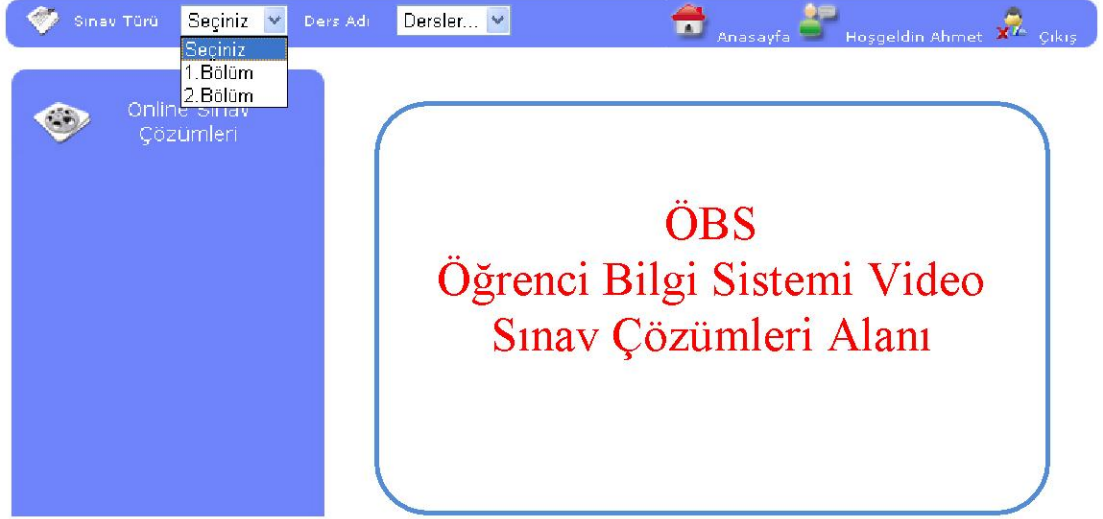 Sınav Türü Seçiniz Ders Adı Dersler... Anasayfa Hoşgeldin Ahmet Çıkış
Seçiniz
1.Bölüm
2.Bölüm
Online Sınav
Çözümleri
ÖBS
Öğrenci Bilgi Sistemi Video
Sınav Çözümleri Alanı